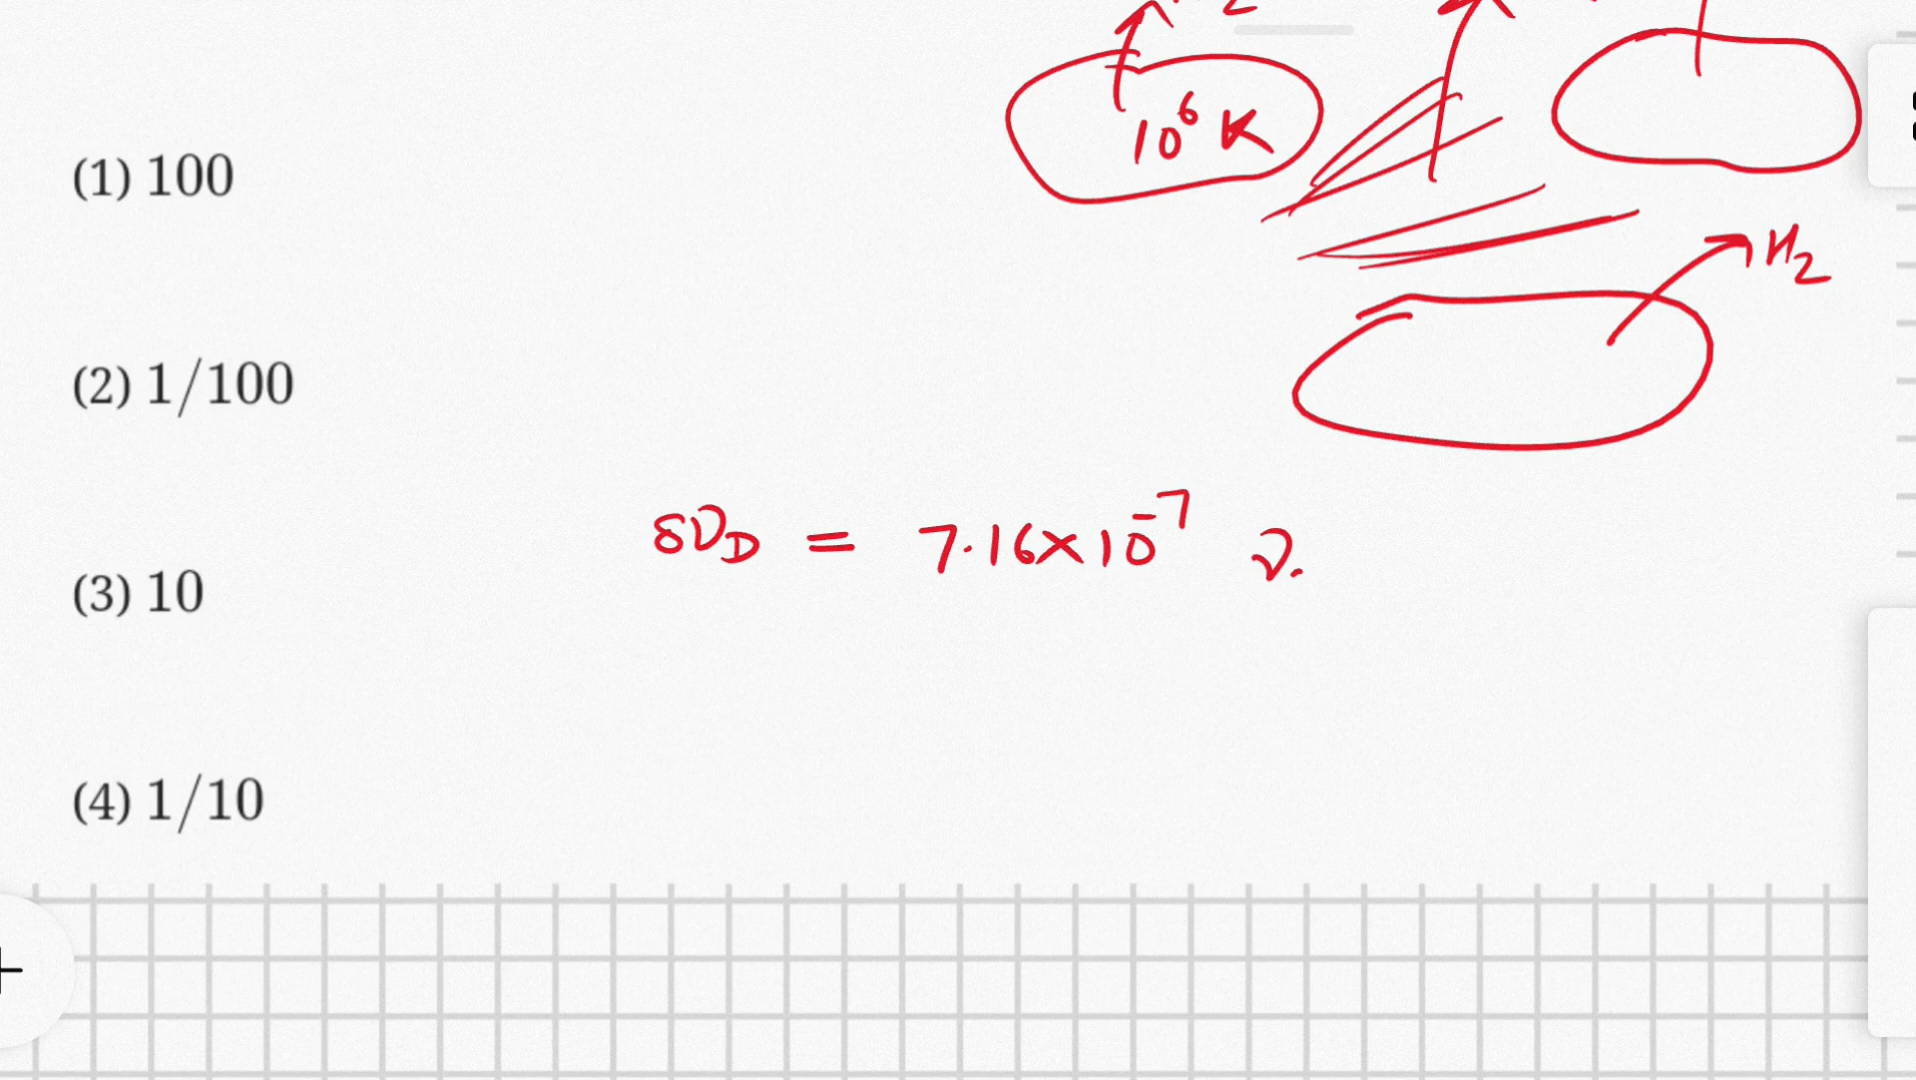 (1) 100
10⁶ K
H₂
(2) 1/100
δν_D = 7.16×10⁻⁷ ν.
(3) 10
(4) 1/10